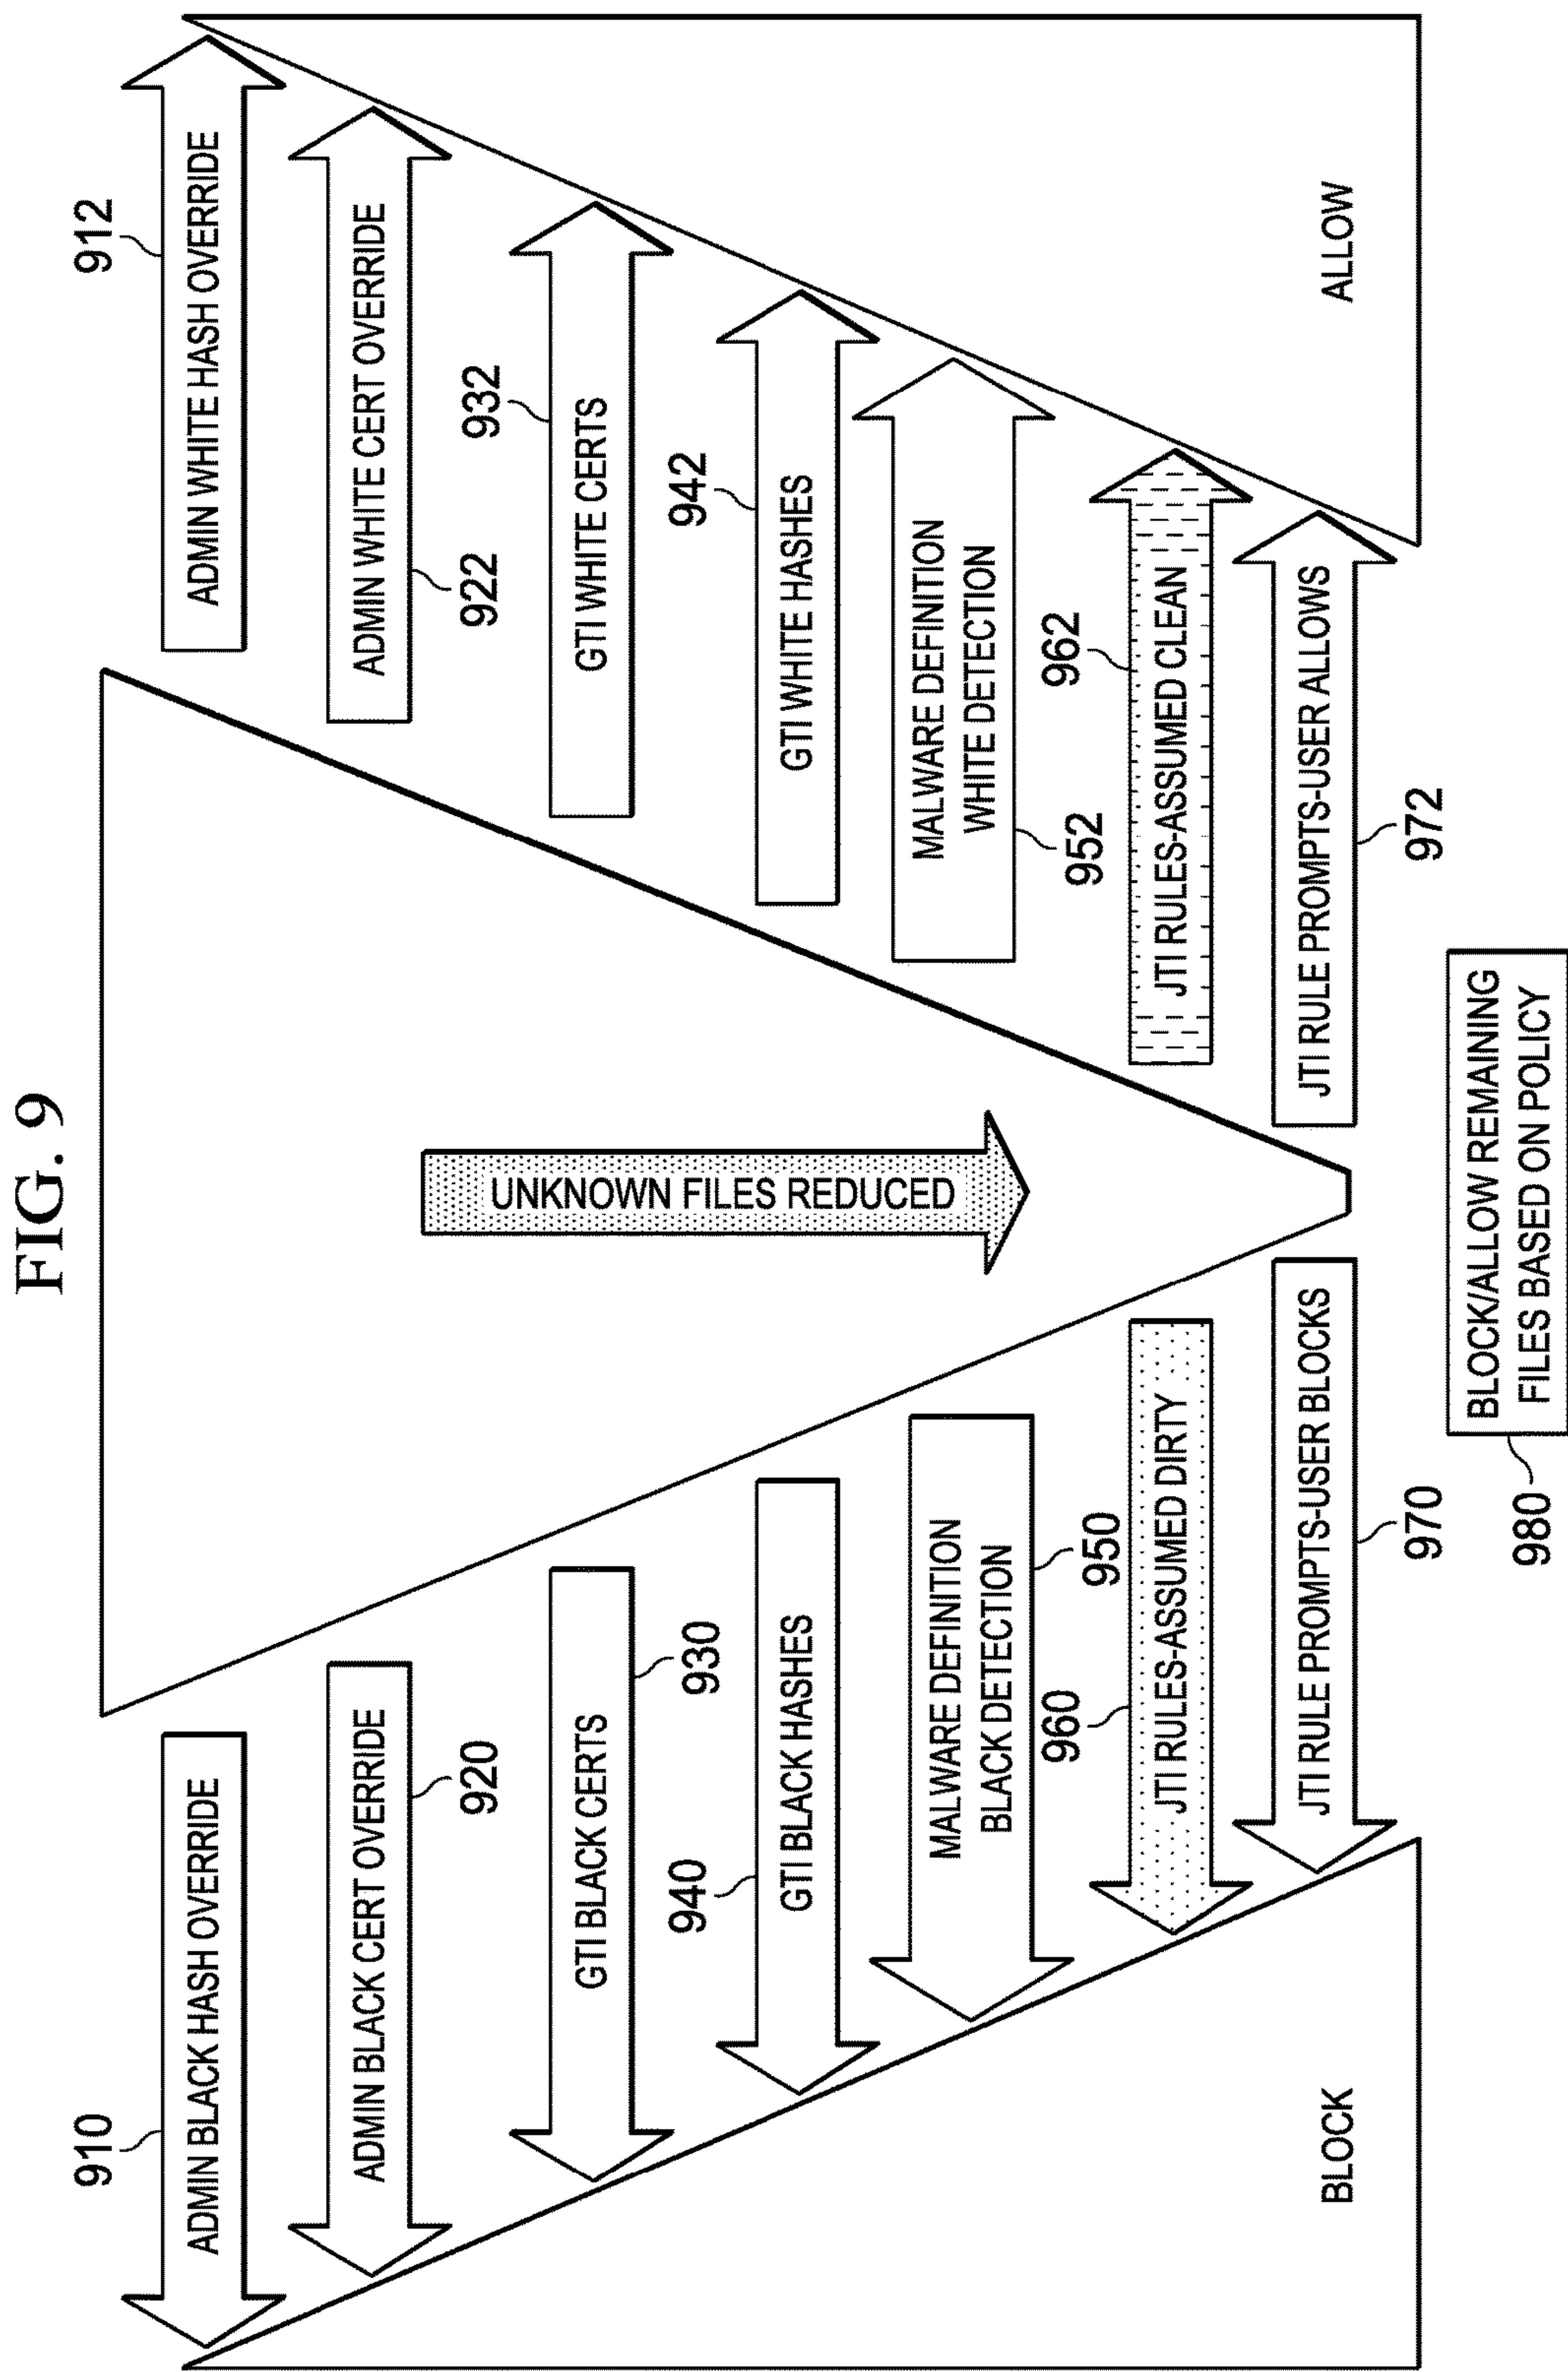 FIG. 9
910
ADMIN BLACK HASH OVERRIDE
912
ADMIN WHITE HASH OVERRIDE
ADMIN BLACK CERT OVERRIDE
920
ADMIN WHITE CERT OVERRIDE
922
GTI BLACK CERTS
930
932
GTI WHITE CERTS
UNKNOWN FILES REDUCED
940
GTI BLACK HASHES
942
GTI WHITE HASHES
MALWARE DEFINITION
BLACK DETECTION
950
MALWARE DEFINITION
WHITE DETECTION
952
960
JTI RULES-ASSUMED DIRTY
962
JTI RULES-ASSUMED CLEAN
JTI RULE PROMPTS-USER BLOCKS
970
JTI RULE PROMPTS-USER ALLOWS
972
BLOCK
ALLOW
980
BLOCK/ALLOW REMAINING
FILES BASED ON POLICY